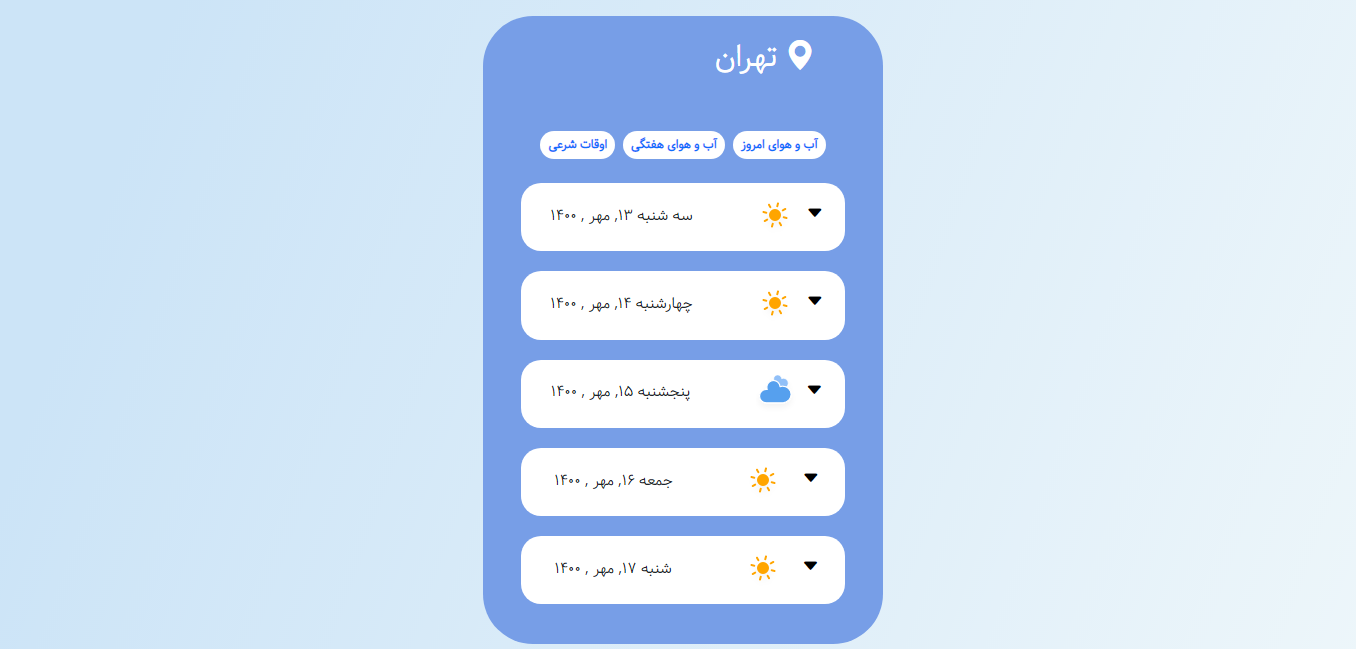 تهران
آب و هوای امروز
آب و هوای هفتگی
اوقات شرعی
سه شنبه ۱۳, مهر , ۱۴۰۰
چهارشنبه ۱۴, مهر , ۱۴۰۰
پنجشنبه ۱۵, مهر , ۱۴۰۰
جمعه ۱۶, مهر , ۱۴۰۰
شنبه ۱۷, مهر , ۱۴۰۰